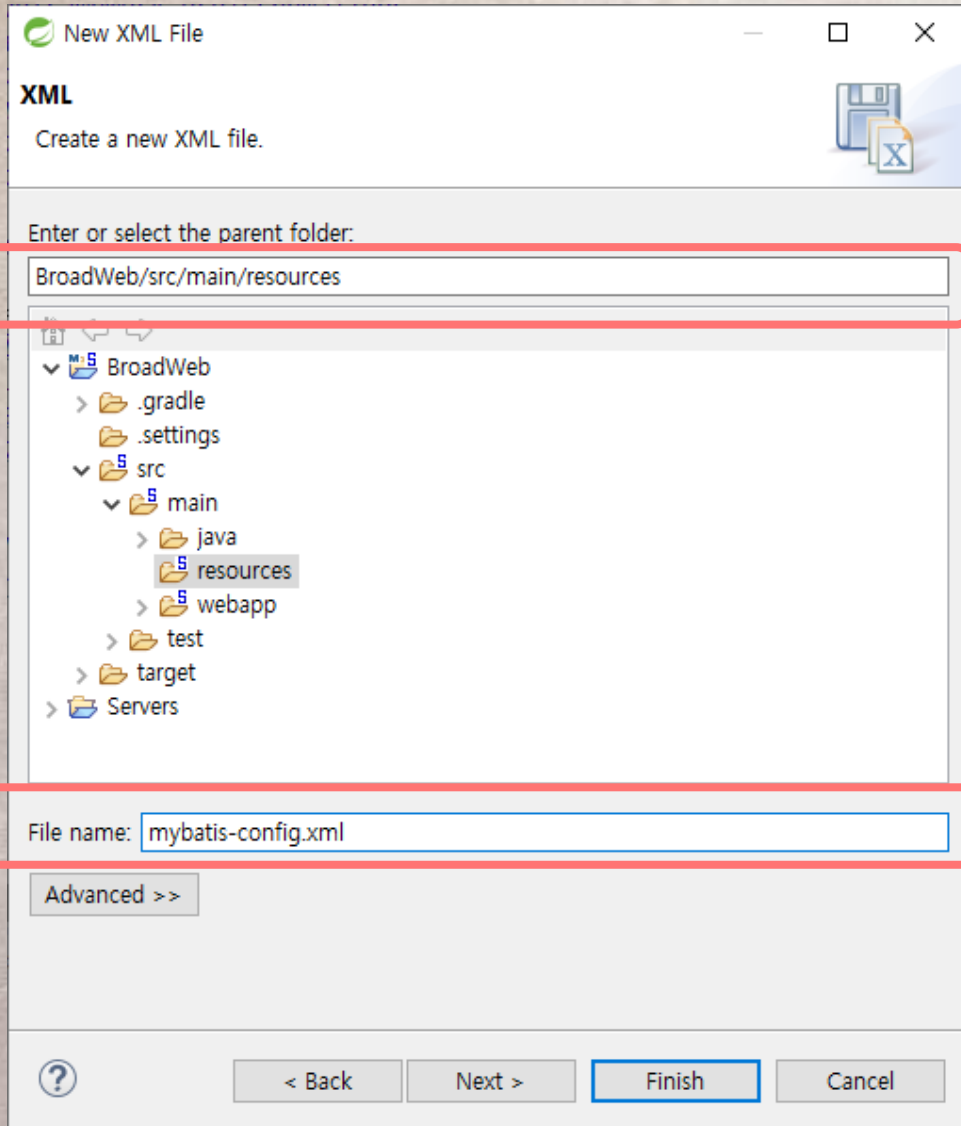 New XML File
XML
Create a new XML file.
Enter or select the parent folder:
BroadWeb/src/main/resources
BroadWeb
.gradle
.settings
src
main
java
resources
webapp
test
target
Servers
File name: mybatis-config.xml
Advanced >>
< Back Next > Finish Cancel